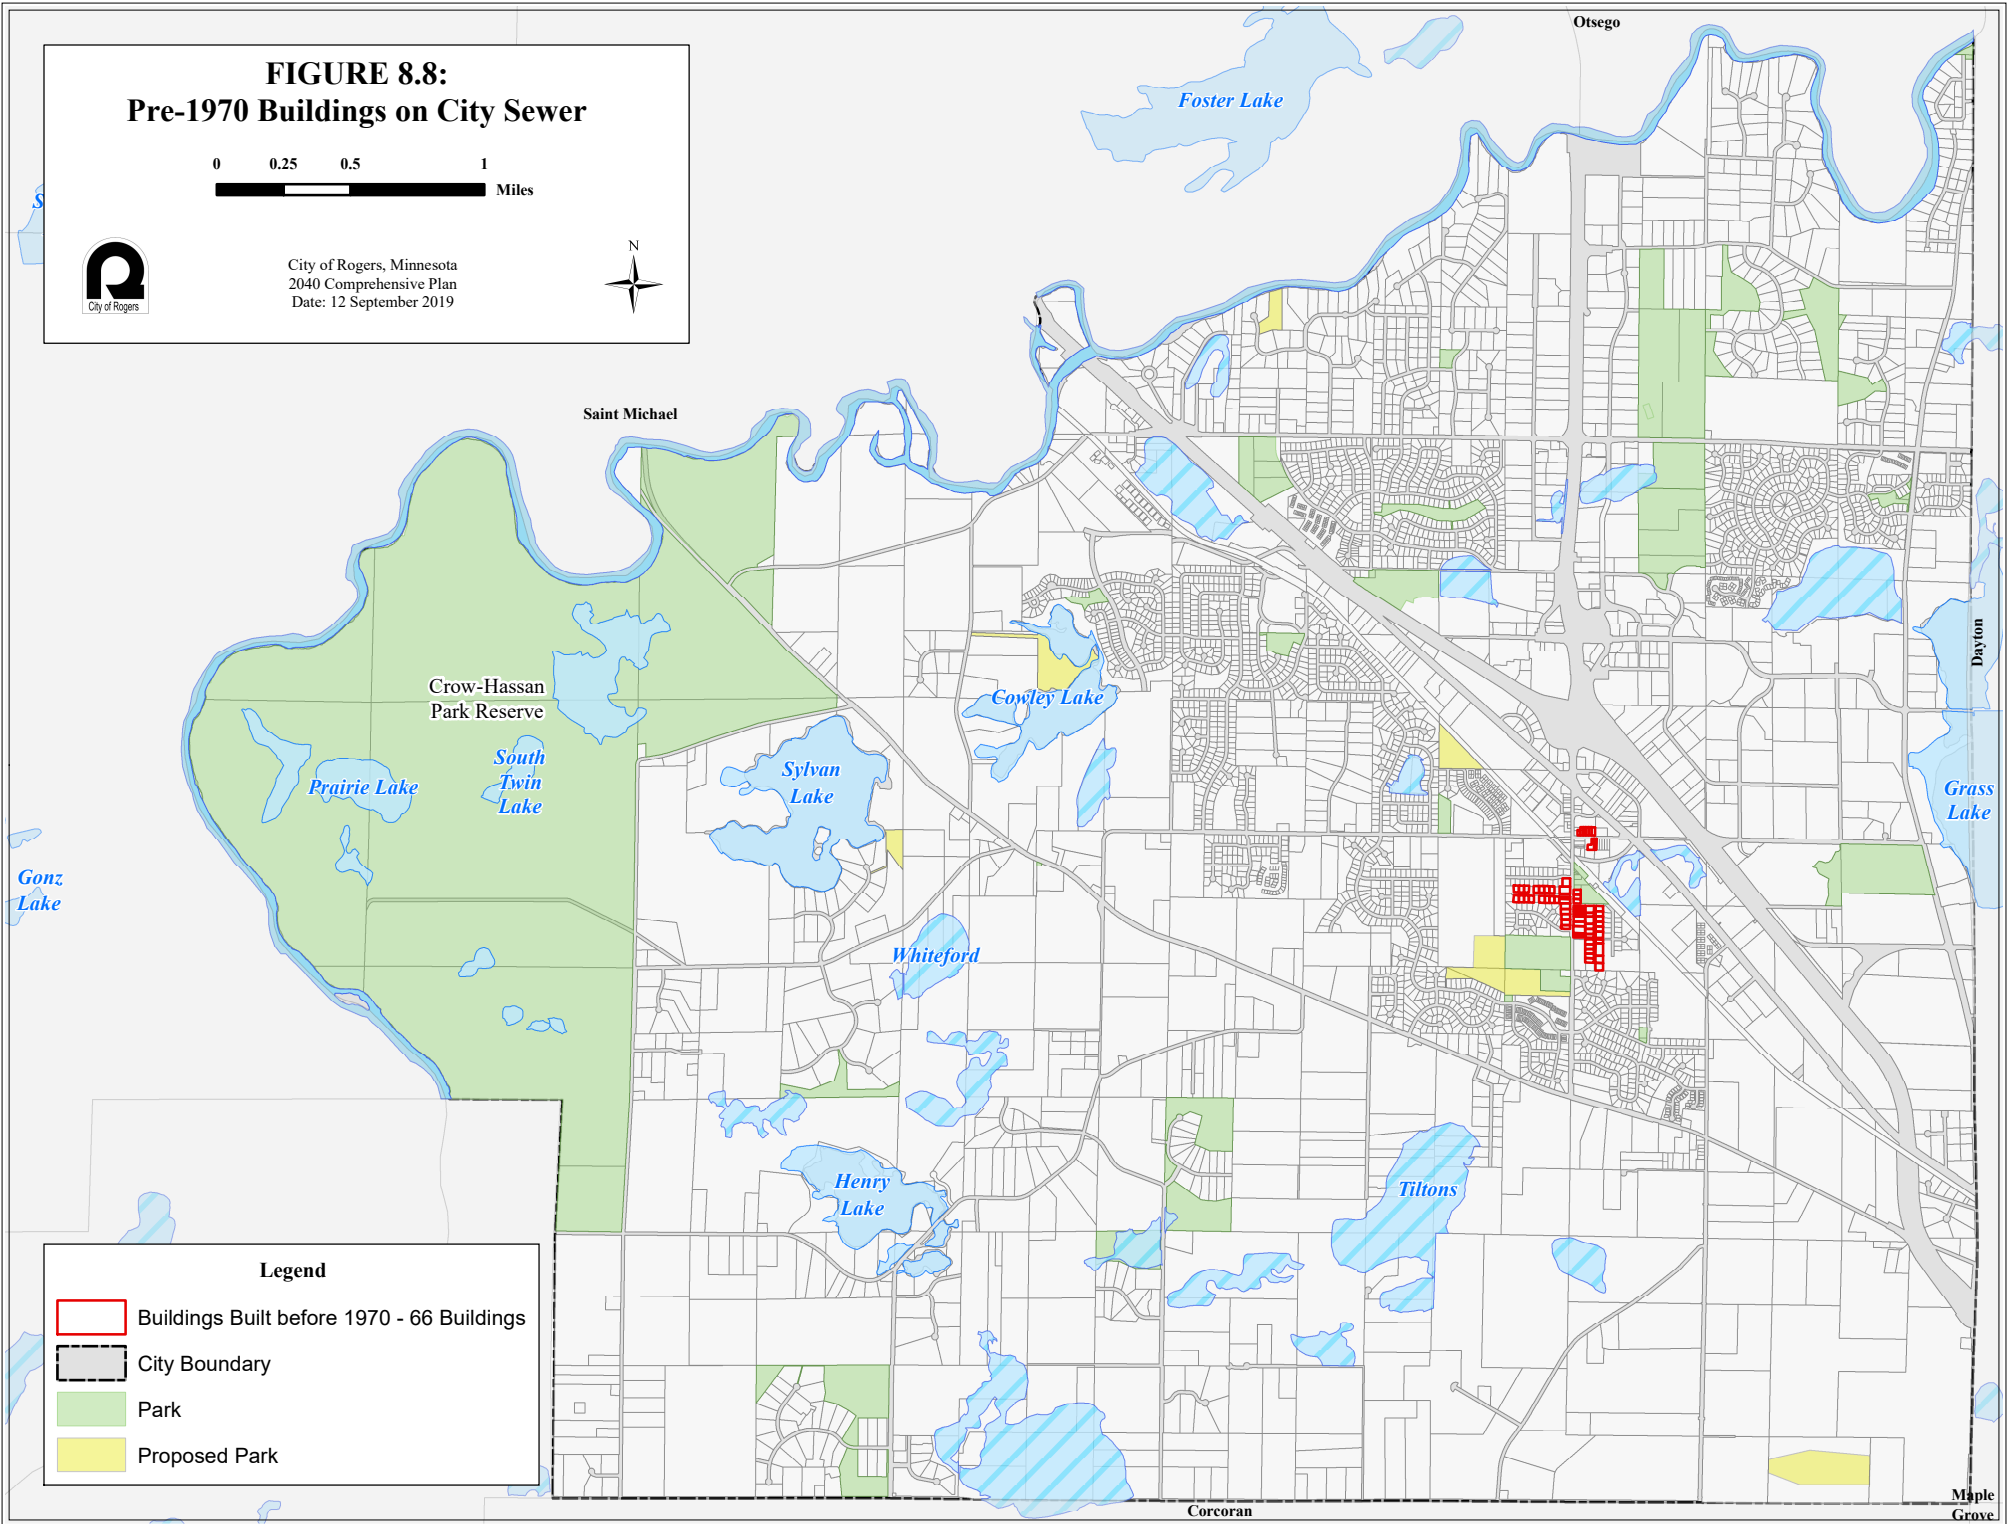 FIGURE 8.8:
Pre-1970 Buildings on City Sewer
0 0.25 0.5 1
Miles
City of Rogers
City of Rogers, Minnesota
2040 Comprehensive Plan
Date: 12 September 2019
N
Otsego
Foster Lake
S
Saint Michael
Dayton
Crow-Hassan
Park Reserve
Cowley Lake
South
Twin
Lake
Prairie Lake
Sylvan
Lake
Grass
Lake
Gonz
Lake
Whiteford
Henry
Lake
Tiltons
Legend
Buildings Built before 1970 - 66 Buildings
City Boundary
Park
Proposed Park
Corcoran
Maple
Grove